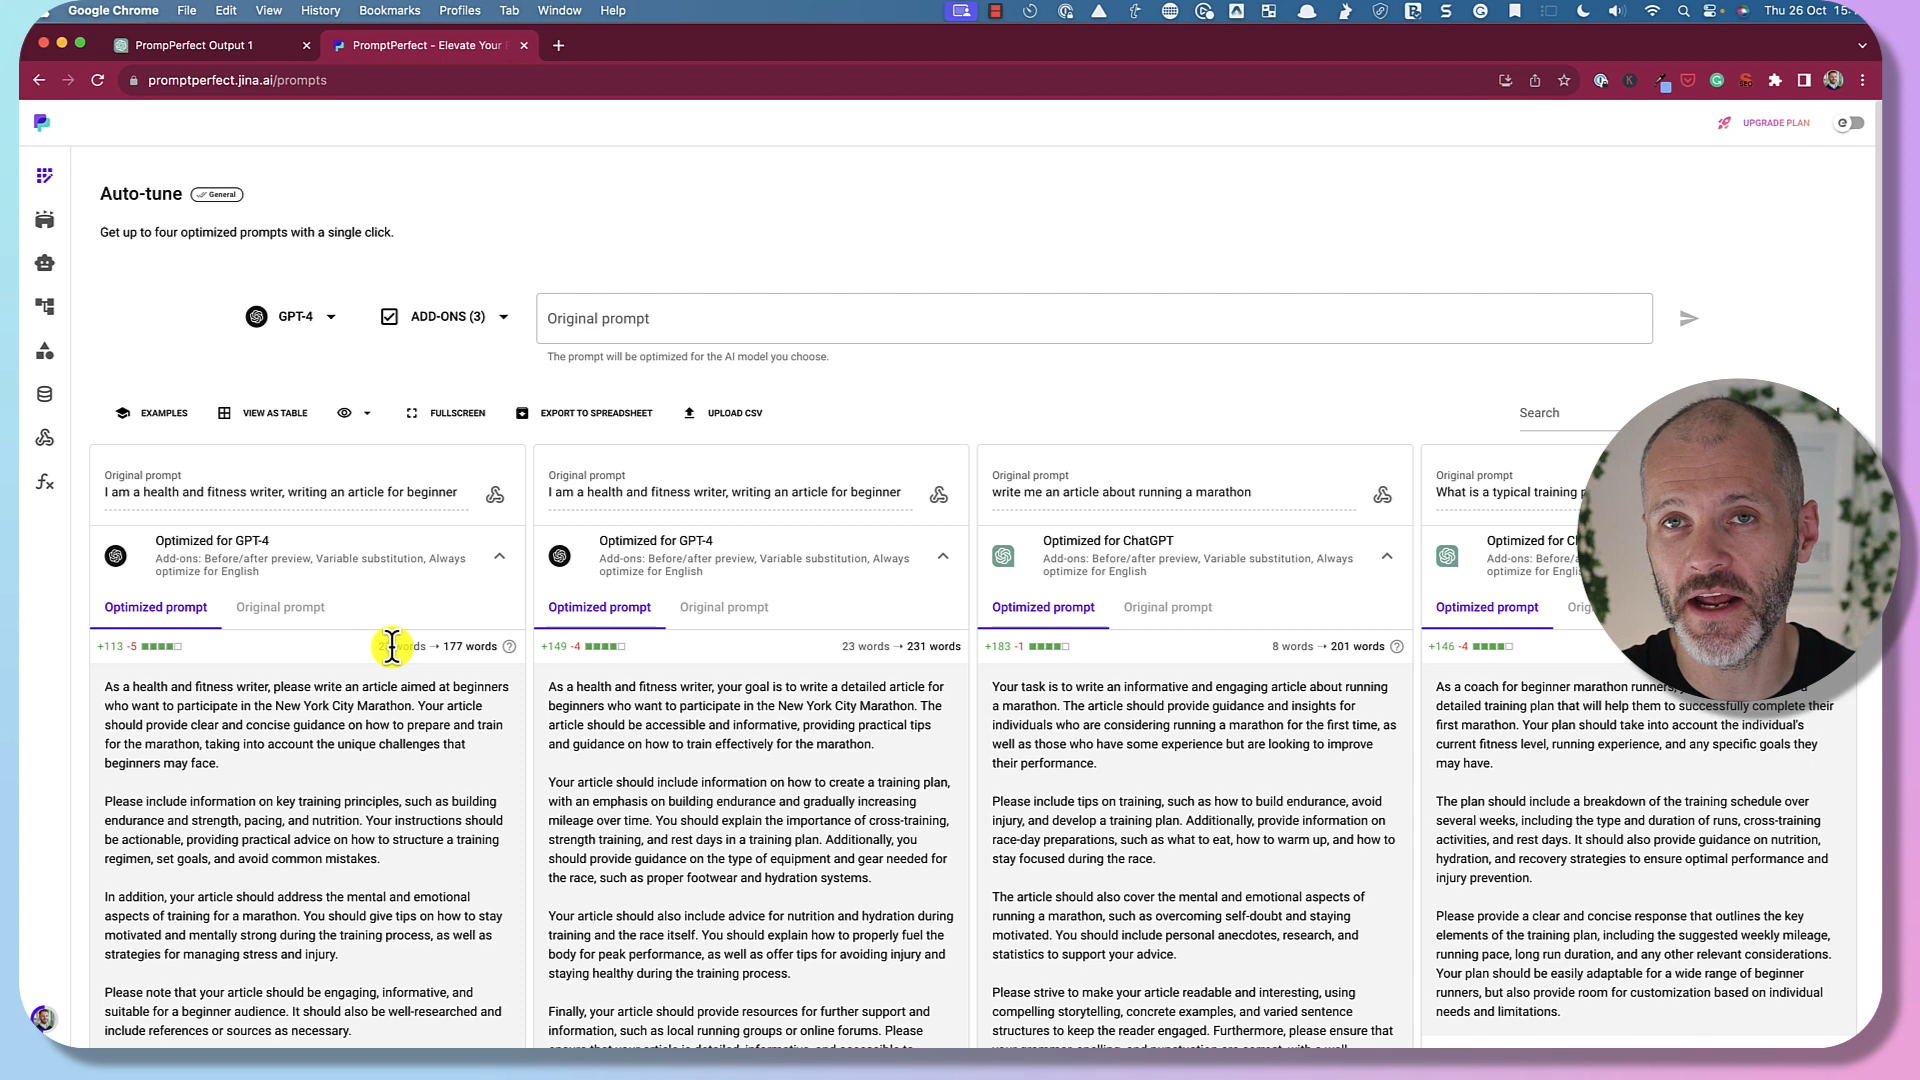 Google Chrome File Edit View History Bookmarks Profiles Tab Window Help
Thu 26 Oct
PrompPerfect Output 1
PromptPerfect - Elevate Your
promptperfect.jina.ai/prompts
UPGRADE PLAN
Auto-tune
General
Get up to four optimized prompts with a single click.
GPT-4
ADD-ONS (3)
Original prompt
The prompt will be optimized for the AI model you choose.
EXAMPLES
VIEW AS TABLE
FULLSCREEN
EXPORT TO SPREADSHEET
UPLOAD CSV
Search
Original prompt
I am a health and fitness writer, writing an article for beginner
Optimized for GPT-4
Add-ons: Before/after preview, Variable substitution, Always
optimize for English
Optimized prompt
Original prompt
+113 -5
words → 177 words
As a health and fitness writer, please write an article aimed at beginners
who want to participate in the New York City Marathon. Your article
should provide clear and concise guidance on how to prepare and train
for the marathon, taking into account the unique challenges that
beginners may face.
Please include information on key training principles, such as building
endurance and strength, pacing, and nutrition. Your instructions should
be actionable, providing practical advice on how to structure a training
regimen, set goals, and avoid common mistakes.
In addition, your article should address the mental and emotional
aspects of training for a marathon. You should give tips on how to stay
motivated and mentally strong during the training process, as well as
strategies for managing stress and injury.
Please note that your article should be engaging, informative, and
suitable for a beginner audience. It should also be well-researched and
include references or sources as necessary.
Original prompt
I am a health and fitness writer, writing an article for beginner
Optimized for GPT-4
Add-ons: Before/after preview, Variable substitution, Always
optimize for English
Optimized prompt
Original prompt
+149 -4
23 words → 231 words
As a health and fitness writer, your goal is to write a detailed article for
beginners who want to participate in the New York City Marathon. The
article should be accessible and informative, providing practical tips
and guidance on how to train effectively for the marathon.
Your article should include information on how to create a training plan,
with an emphasis on building endurance and gradually increasing
mileage over time. You should explain the importance of cross-training,
strength training, and rest days in a training plan. Additionally, you
should provide guidance on the type of equipment and gear needed for
the race, such as proper footwear and hydration systems.
Your article should also include advice for nutrition and hydration during
training and the race itself. You should explain how to properly fuel the
body for peak performance, as well as offer tips for avoiding injury and
staying healthy during the training process.
Finally, your article should provide resources for further support and
information, such as local running groups or online forums. Please
Original prompt
write me an article about running a marathon
Optimized for ChatGPT
Add-ons: Before/after preview, Variable substitution, Always
optimize for English
Optimized prompt
Original prompt
+183 -1
8 words → 201 words
Your task is to write an informative and engaging article about running
a marathon. The article should provide guidance and insights for
individuals who are considering running a marathon for the first time, as
well as those who have some experience but are looking to improve
their performance.
Please include tips on training, such as how to build endurance, avoid
injury, and develop a training plan. Additionally, provide information on
race-day preparations, such as what to eat, how to warm up, and how to
stay focused during the race.
The article should also cover the mental and emotional aspects of
running a marathon, such as overcoming self-doubt and staying
motivated. You should include personal anecdotes, research, and
statistics to support your advice.
Please strive to make your article readable and interesting, using
compelling storytelling, concrete examples, and varied sentence
structures to keep the reader engaged. Furthermore, please ensure that
Original prompt
What is a typical training
Optimized for
Add-ons: Before/
optimize for English
Optimized prompt
+146 -4
As a coach for beginner marathon runners,
detailed training plan that will help them to successfully complete their
first marathon. Your plan should take into account the individual's
current fitness level, running experience, and any specific goals they
may have.
The plan should include a breakdown of the training schedule over
several weeks, including the type and duration of runs, cross-training
activities, and rest days. It should also provide guidance on nutrition,
hydration, and recovery strategies to ensure optimal performance and
injury prevention.
Please provide a clear and concise response that outlines the key
elements of the training plan, including the suggested weekly mileage,
running pace, long run duration, and any other relevant considerations.
Your plan should be easily adaptable for a wide range of beginner
runners, but also provide room for customization based on individual
needs and limitations.